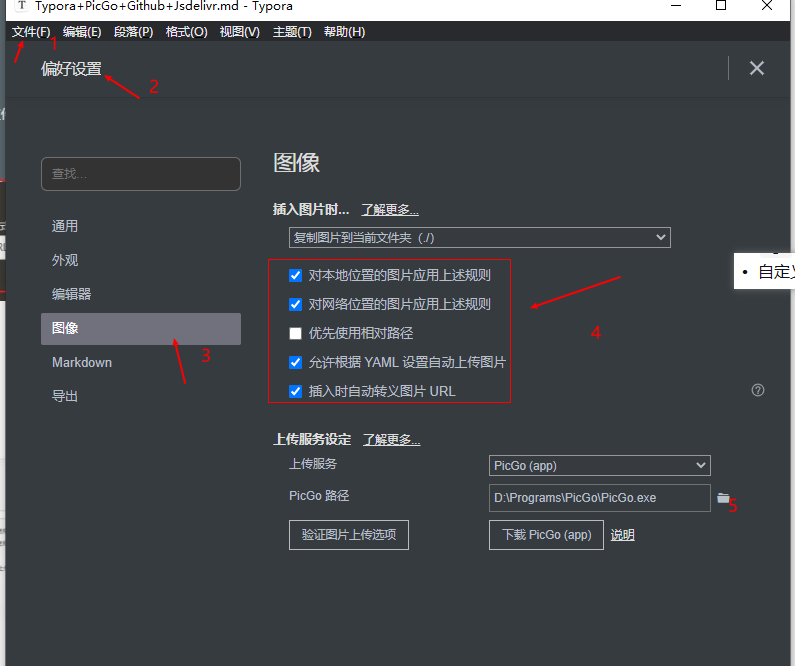 Typora+PicGo+Github+Jsdelivr.md - Typora
文件(F) 编辑(E) 段落(P) 格式(O) 视图(V) 主题(T) 帮助(H)
1
偏好设置
2
查找...
通用
外观
编辑器
图像
3
Markdown
导出
图像
插入图片时... 了解更多...
复制图片到当前文件夹 (./)
对本地位置的图片应用上述规则
对网络位置的图片应用上述规则
优先使用相对路径
允许根据 YAML 设置自动上传图片
插入时自动转义图片 URL
4
• 自定义
上传服务设定 了解更多...
上传服务 PicGo (app)
PicGo 路径 D:\Programs\PicGo\PicGo.exe
5
验证图片上传选项 下载 PicGo (app) 说明